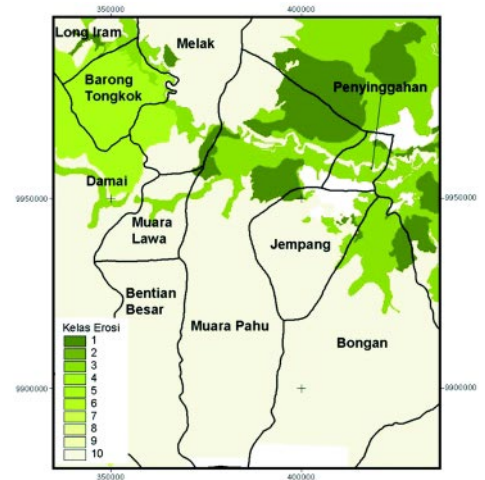 350000 400000
Long Iram
Melak
Barong
Tongkok
Penyinggahan
Damai
9950000 9950000
Muara
Lawa
Jempang
Bentian
Besar
Muara Pahu
Bongan
Kelas Erosi
1
2
3
4
5
6
7
8
9
10
9900000 9900000
350000 400000